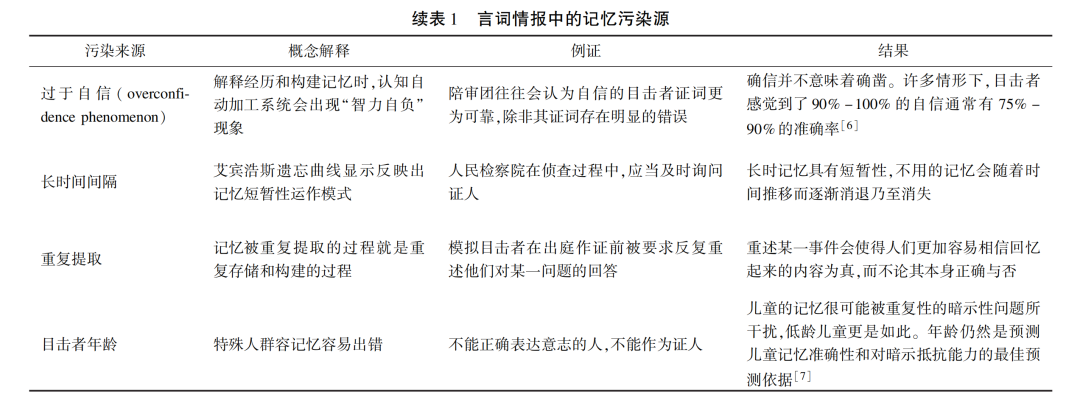 续表1 言词情报中的记忆污染源
污染来源 概念解释 例证 结果
过于自信(overconfi-
dence phenomenon)
解释经历和构建记忆时,认知自
动加工系统会出现“智力自负”
现象
陪审团往往会认为自信的目击者证词更
为可靠,除非其证词存在明显的错误
确信并不意味着确凿。许多情形下,目击者
感觉到了90%-100%的自信通常有75%-
90%的准确率[6]
长时间间隔
艾宾浩斯遗忘曲线显示反映出
记忆短暂性运作模式
人民检察院在侦查过程中,应当及时询问
证人
长时记忆具有短暂性,不用的记忆会随着时
间推移而逐渐消退乃至消失
重复提取
记忆被重复提取的过程就是重
复存储和构建的过程
模拟目击者在出庭作证前被要求反复重
述他们对某一问题的回答
重述某一事件会使得人们更加容易相信回忆
起来的内容为真,而不论其本身正确与否
目击者年龄
特殊人群容记忆容易出错
不能正确表达意志的人,不能作为证人
儿童的记忆很可能被重复性的暗示性问题所
干扰,低龄儿童更是如此。年龄仍然是预测
儿童记忆准确性和对暗示抵抗能力的最佳预
测依据[7]